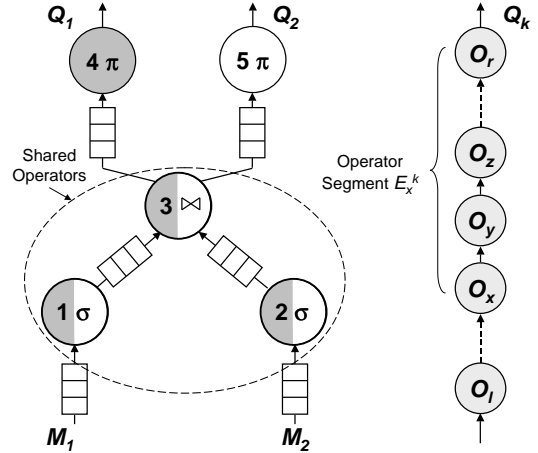 Q1 Q2 Qk
4 π 5 π Or
Shared
Operators
Oz
Operator
Segment Exk
3 ⋈ Oy
Ox
1 σ 2 σ
Ol
M1 M2